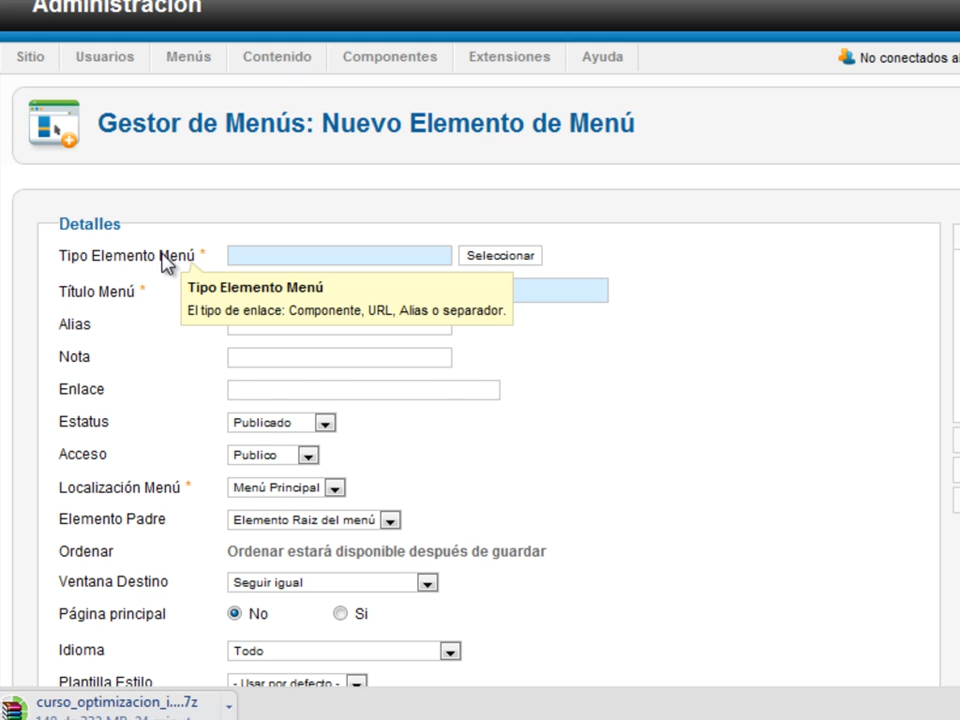 Administración
Sitio Usuarios Menús Contenido Componentes Extensiones Ayuda No conectados
Gestor de Menús: Nuevo Elemento de Menú
Detalles
Tipo Elemento Menú * Seleccionar
Tipo Elemento Menú
El tipo de enlace: Componente, URL, Alias o separador.
Título Menú *
Alias
Nota
Enlace
Estatus Publicado
Acceso Publico
Localización Menú * Menú Principal
Elemento Padre Elemento Raiz del menú
Ordenar Ordenar estará disponible después de guardar
Ventana Destino Seguir igual
Página principal No Si
Idioma Todo
Plantilla Estilo - Usar por defecto -
curso_optimizacion_i....7z